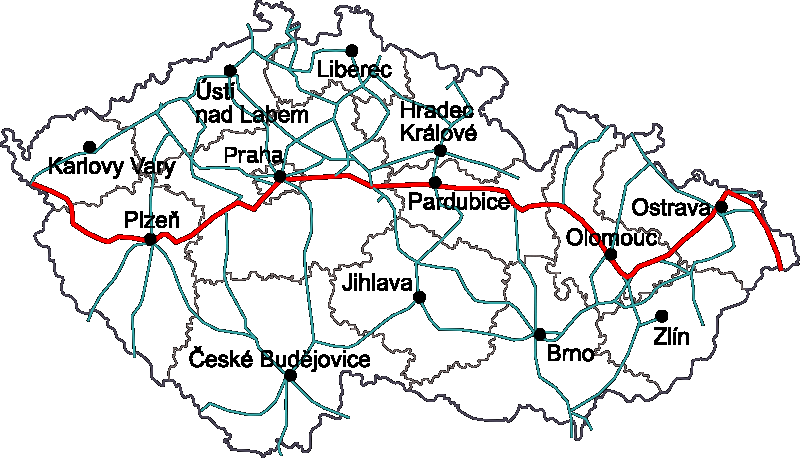 Liberec
Ústí
nad Labem
Hradec
Králové
Karlovy Vary
Praha
Pardubice
Ostrava
Plzeň
Olomouc
Jihlava
Zlín
Brno
České Budějovice